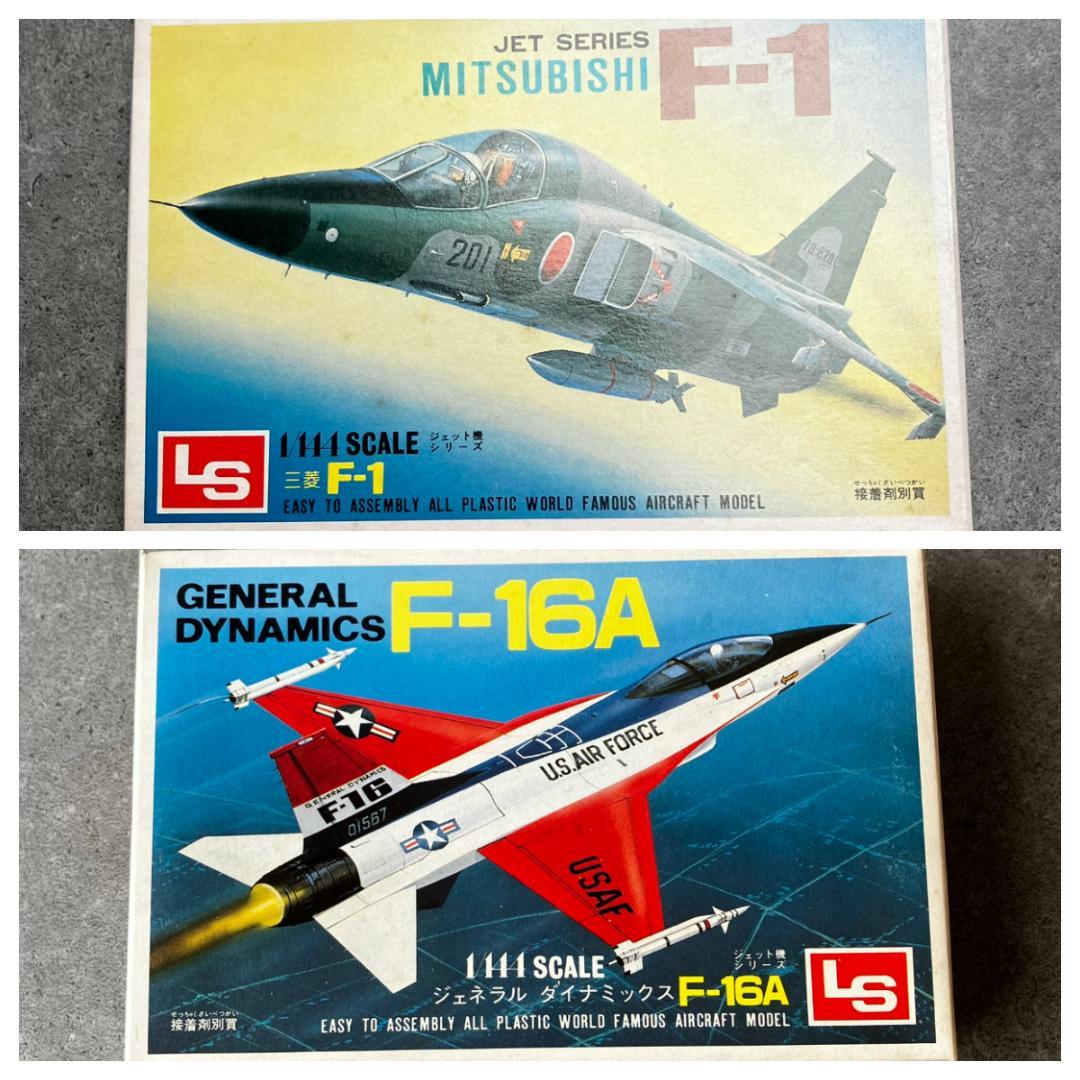 JET SERIES
MITSUBISHI F-1
201
LS
1/144 SCALE ジェット機
シリーズ
三菱 F-1
EASY TO ASSEMBLY ALL PLASTIC WORLD FAMOUS AIRCRAFT MODEL
せっちゃくざいべつがい
接着剤別買
GENERAL
DYNAMICS F-16A
U.S. AIR FORCE
GENERAL DYNAMICS
F-16
01567
USAF
1/144 SCALE
ジェット機
シリーズ
ジェネラル ダイナミックス F-16A
LS
せっちゃくざいべつがい
接着剤別買
EASY TO ASSEMBLY ALL PLASTIC WORLD FAMOUS AIRCRAFT MODEL